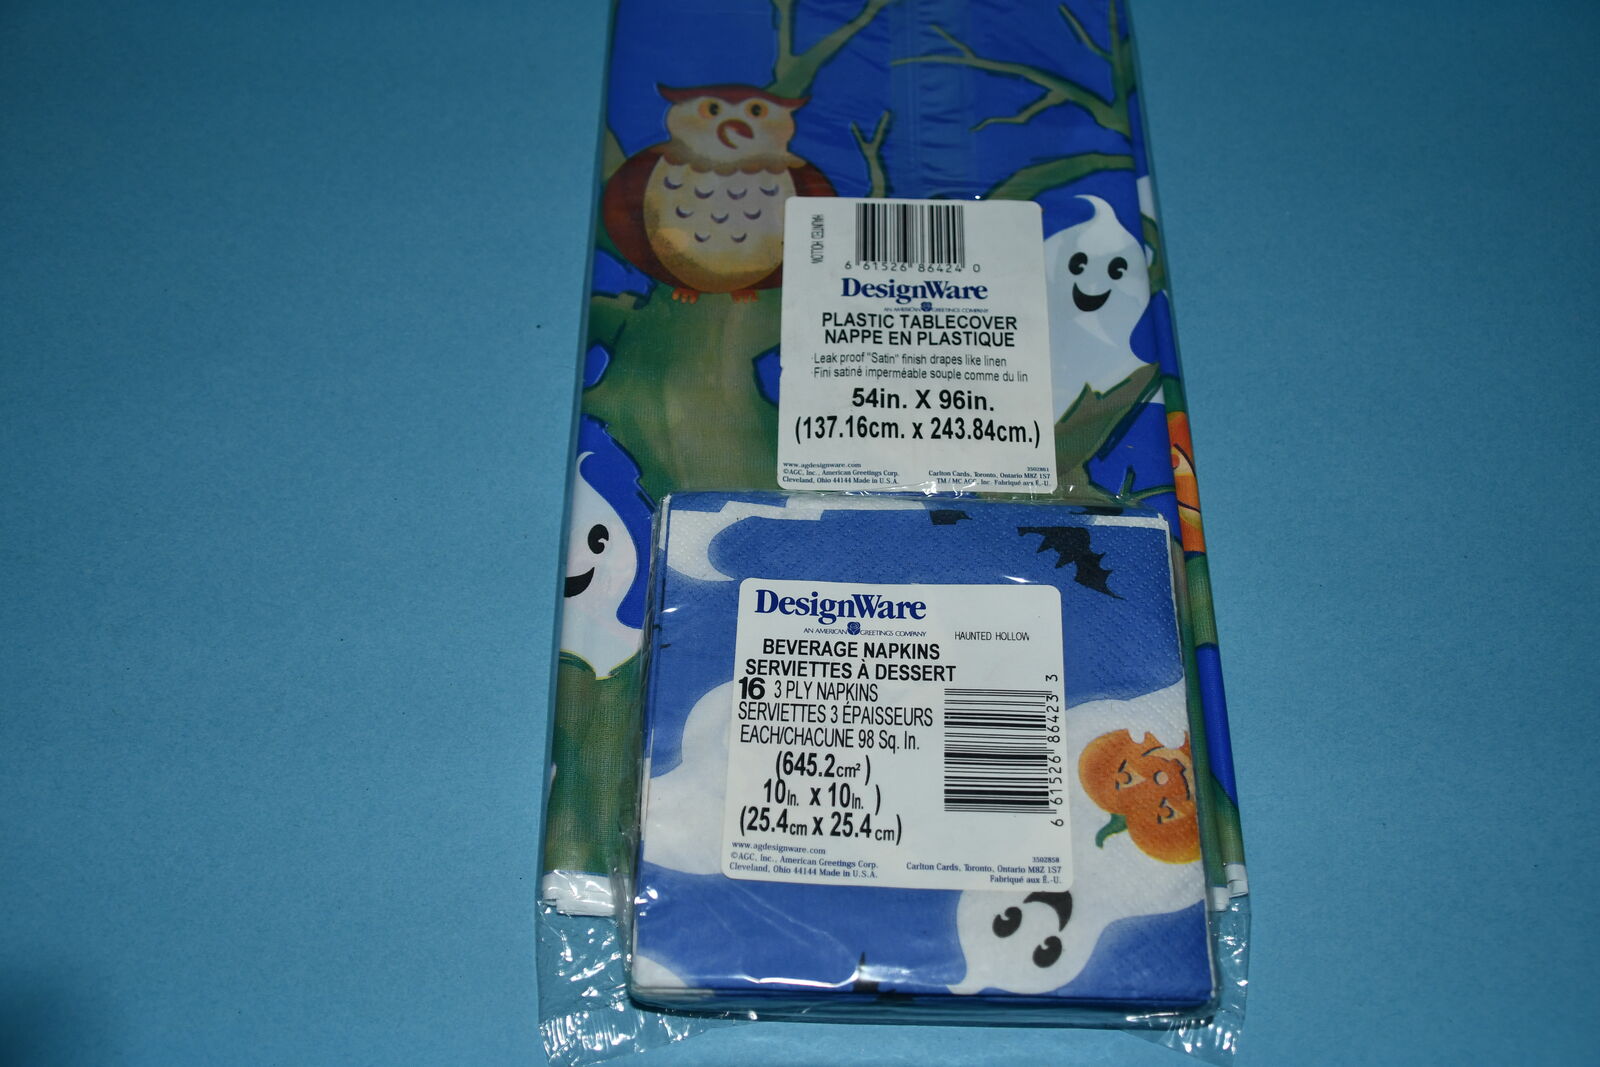 HAUNTED HOLLOW
6 61526 86424 0
DesignWare
AN AMERICAN GREETINGS COMPANY
PLASTIC TABLECOVER
NAPPE EN PLASTIQUE
·Leak proof "Satin" finish drapes like linen
·Fini satiné imperméable souple comme du lin
54in. X 96in.
(137.16cm. x 243.84cm.)
www.agdesignware.com
©AGC, Inc., American Greetings Corp.
Cleveland, Ohio 44144 Made in U.S.A.
3502861
Carlton Cards, Toronto, Ontario M8Z 1S7
TM / MC AGC, Inc. Fabriqué aux É.-U.
DesignWare
AN AMERICAN GREETINGS COMPANY
HAUNTED HOLLOW
BEVERAGE NAPKINS
SERVIETTES À DESSERT
16 3 PLY NAPKINS
SERVIETTES 3 ÉPAISSEURS
EACH/CHACUNE 98 Sq. In.
(645.2cm²)
10In. x 10In. )
(25.4cm x 25.4cm)
6 61526 86423 3
www.agdesignware.com
©AGC, Inc., American Greetings Corp.
Cleveland, Ohio 44144 Made in U.S.A.
3502858
Carlton Cards, Toronto, Ontario M8Z 1S7
Fabriqué aux É.-U.